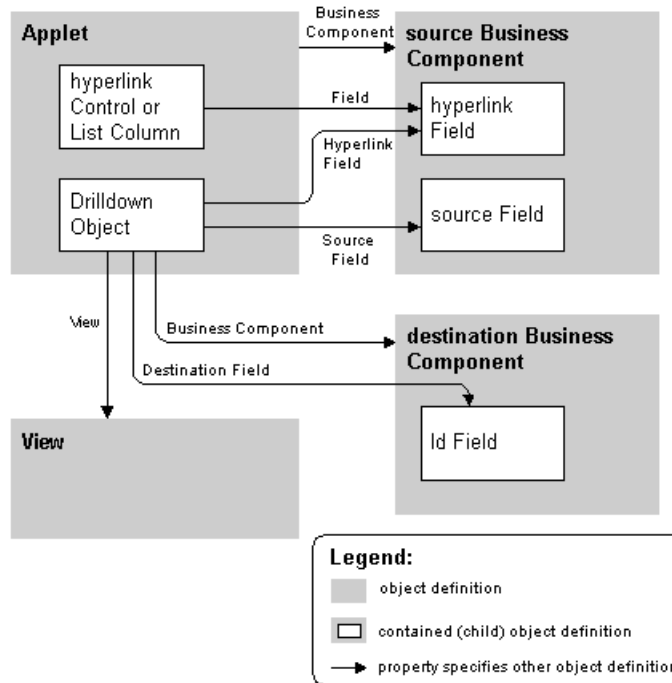 Applet
Business
Component
source Business
Component
hyperlink
Control or
List Column
Field
hyperlink
Field
Hyperlink
Field
Drilldown
Object
source Field
Source
Field
View
Business Component
destination Business
Component
Destination Field
Id Field
View
Legend:
object definition
contained (child) object definition
property specifies other object definition